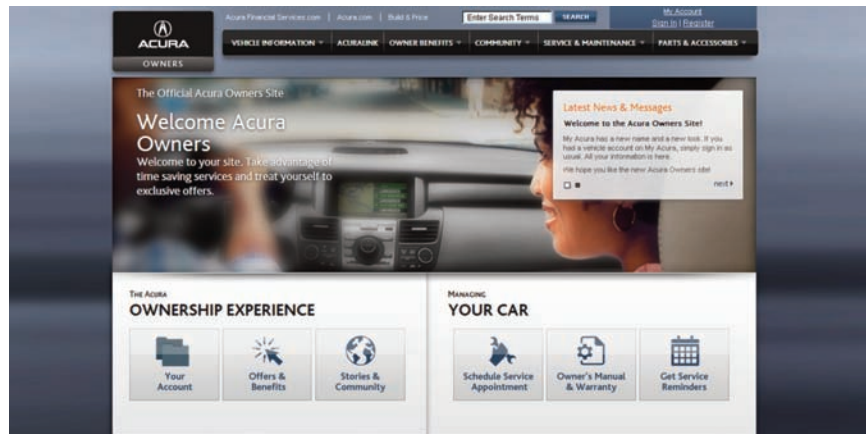 AcuraFinancialServices.com | Acura.com | Build & Price
Enter Search Terms
SEARCH
My Account
Sign In | Register
ACURA
OWNERS
VEHICLE INFORMATION
ACURALINK
OWNER BENEFITS
COMMUNITY
SERVICE & MAINTENANCE
PARTS & ACCESSORIES
The Official Acura Owners Site
Welcome Acura
Owners
Welcome to your site. Take advantage of
time saving services and treat yourself to
exclusive offers.
Latest News & Messages
Welcome to the Acura Owners Site!
My Acura has a new name and a new look. If you
had a vehicle account on My Acura, simply sign in as
usual. All your information is here.
We hope you like the new Acura Owners site!
next
THE ACURA
OWNERSHIP EXPERIENCE
Your
Account
Offers &
Benefits
Stories &
Community
MANAGING
YOUR CAR
Schedule Service
Appointment
Owner's Manual
& Warranty
Get Service
Reminders